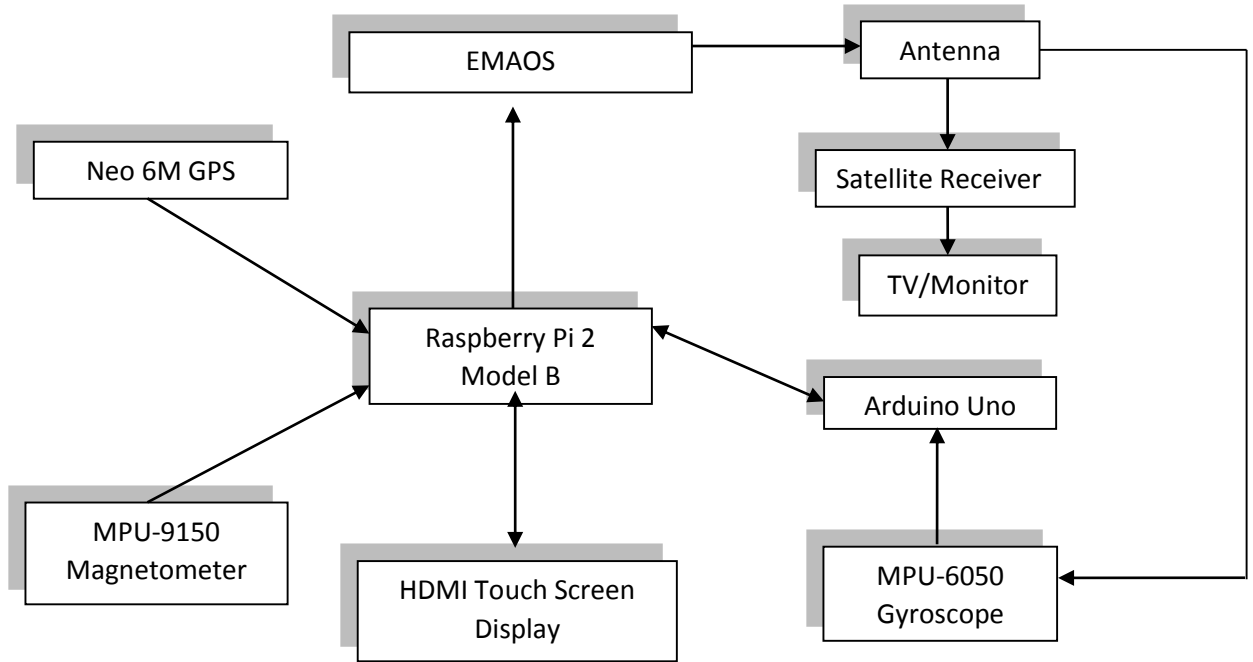 EMAOS
Antenna
Neo 6M GPS
Satellite Receiver
TV/Monitor
Raspberry Pi 2
Model B
Arduino Uno
MPU-9150
Magnetometer
HDMI Touch Screen
Display
MPU-6050
Gyroscope